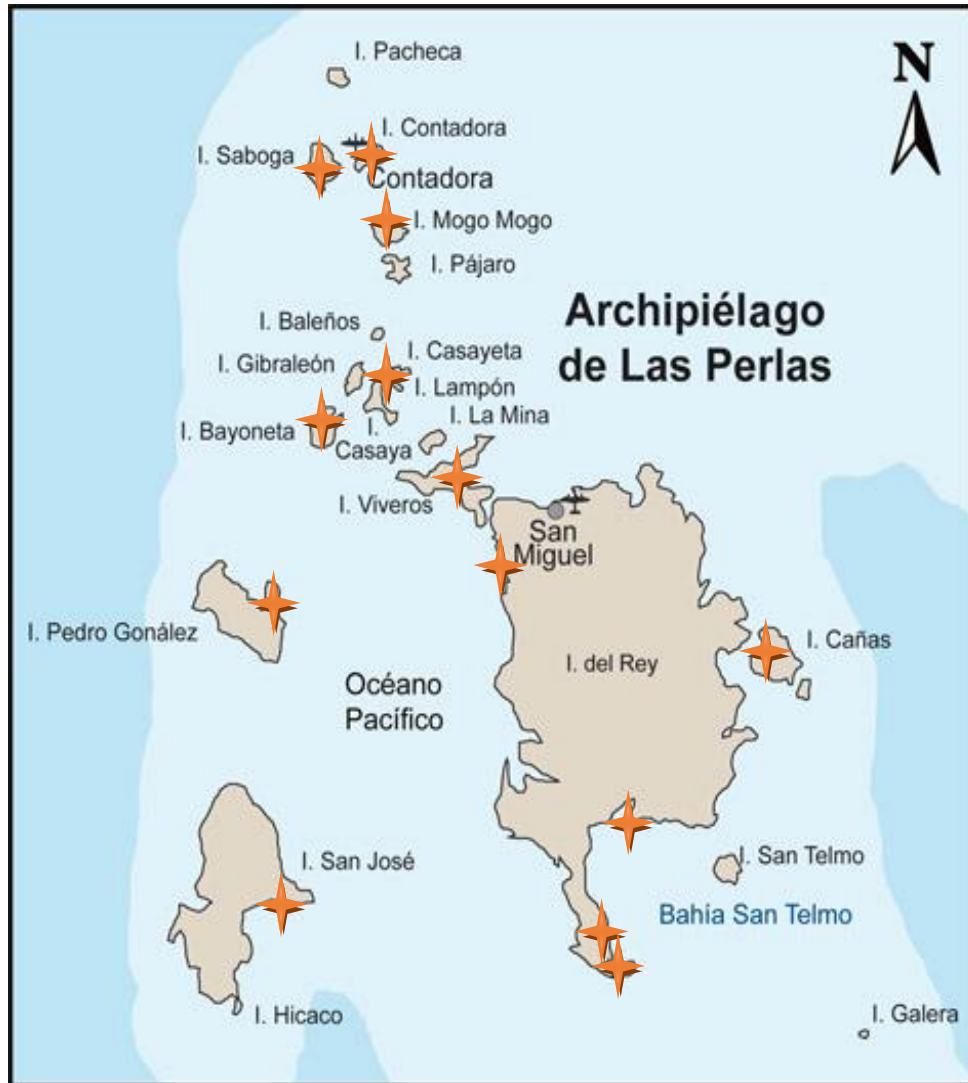 I. Pacheca
N
I. Contadora
I. Saboga
Contadora
I. Mogo Mogo
I. Pájaro
Archipiélago
de Las Perlas
I. Baleños
I. Casayeta
I. Gibraleón
I. Lampón
I. La Mina
I. Bayoneta
I.
Casaya
I. Viveros
San
Miguel
I. Pedro Gonález
I. Cañas
I. del Rey
Océano
Pacífico
I. San José
I. San Telmo
Bahía San Telmo
I. Hicaco
I. Galera